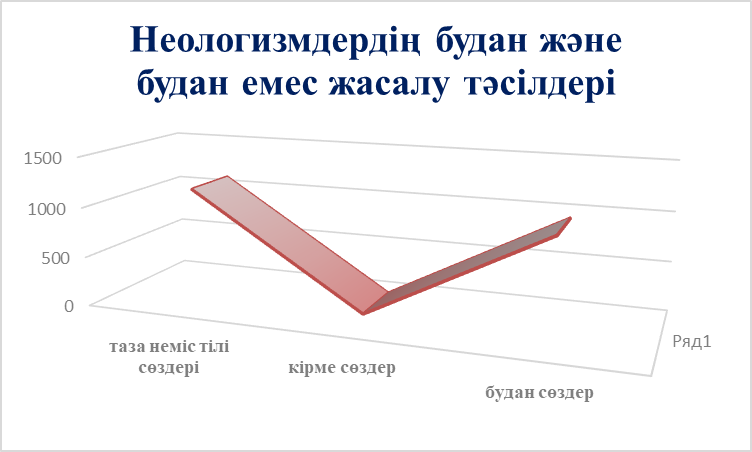 Неологизмдердің будан және
будан емес жасалу тәсілдері
1500
1000
500
0
таза неміс тілі
сөздері
кірме сөздер
будан сөздер
Ряд1